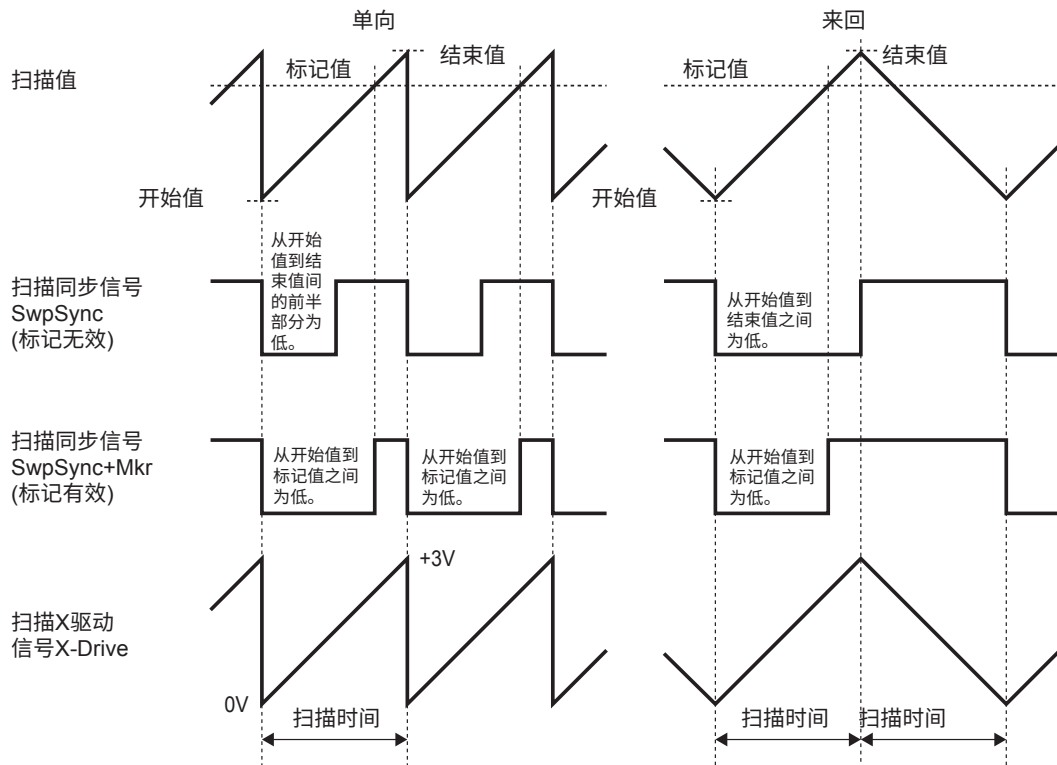 单向
来回
扫描值
标记值
结束值
标记值
结束值
开始值
开始值
扫描同步信号
SwpSync
(标记无效)
从开始
值到结
束值间
的前半
部分为
低。
从开始值到
结束值之间
为低。
扫描同步信号
SwpSync+Mkr
(标记有效)
从开始值到
标记值之间
为低。
从开始值到
标记值之间
为低。
从开始值到
标记值之间
为低。
扫描X驱动
信号X-Drive
+3V
0V
扫描时间
扫描时间
扫描时间